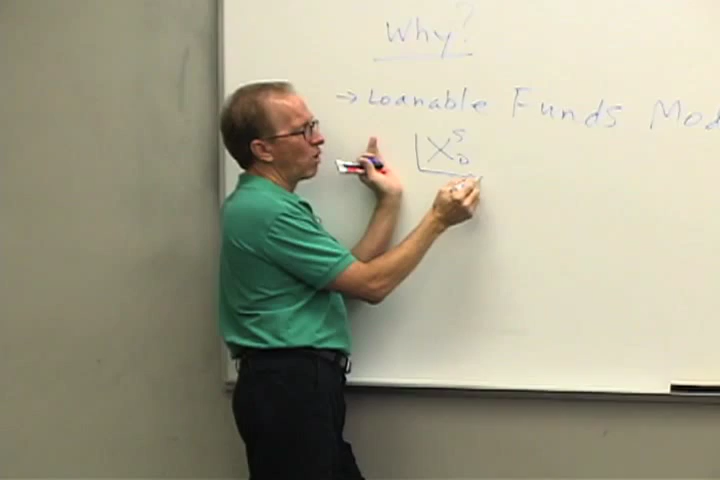 Why?
→ Loanable Funds Mod
S
D